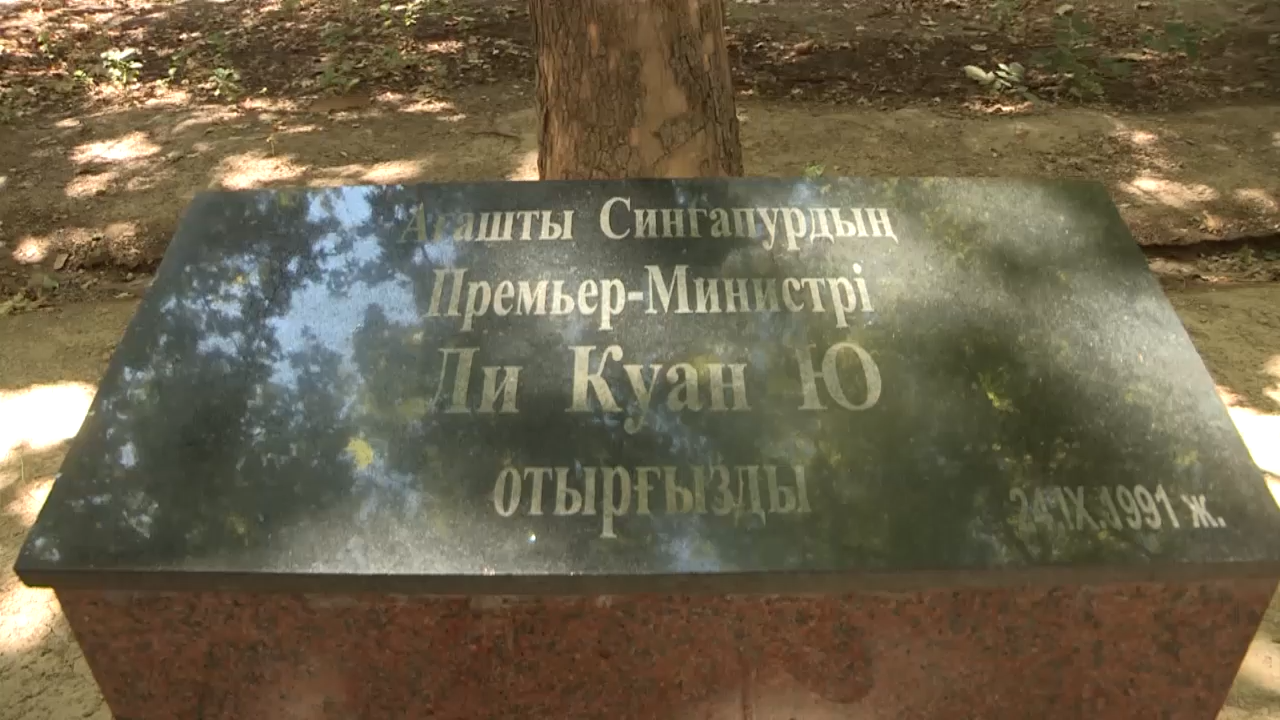 Ағашты Сингапурдың
Премьер-Министрі
Ли Куан Ю
отырғызды
24.IX.1991 ж.